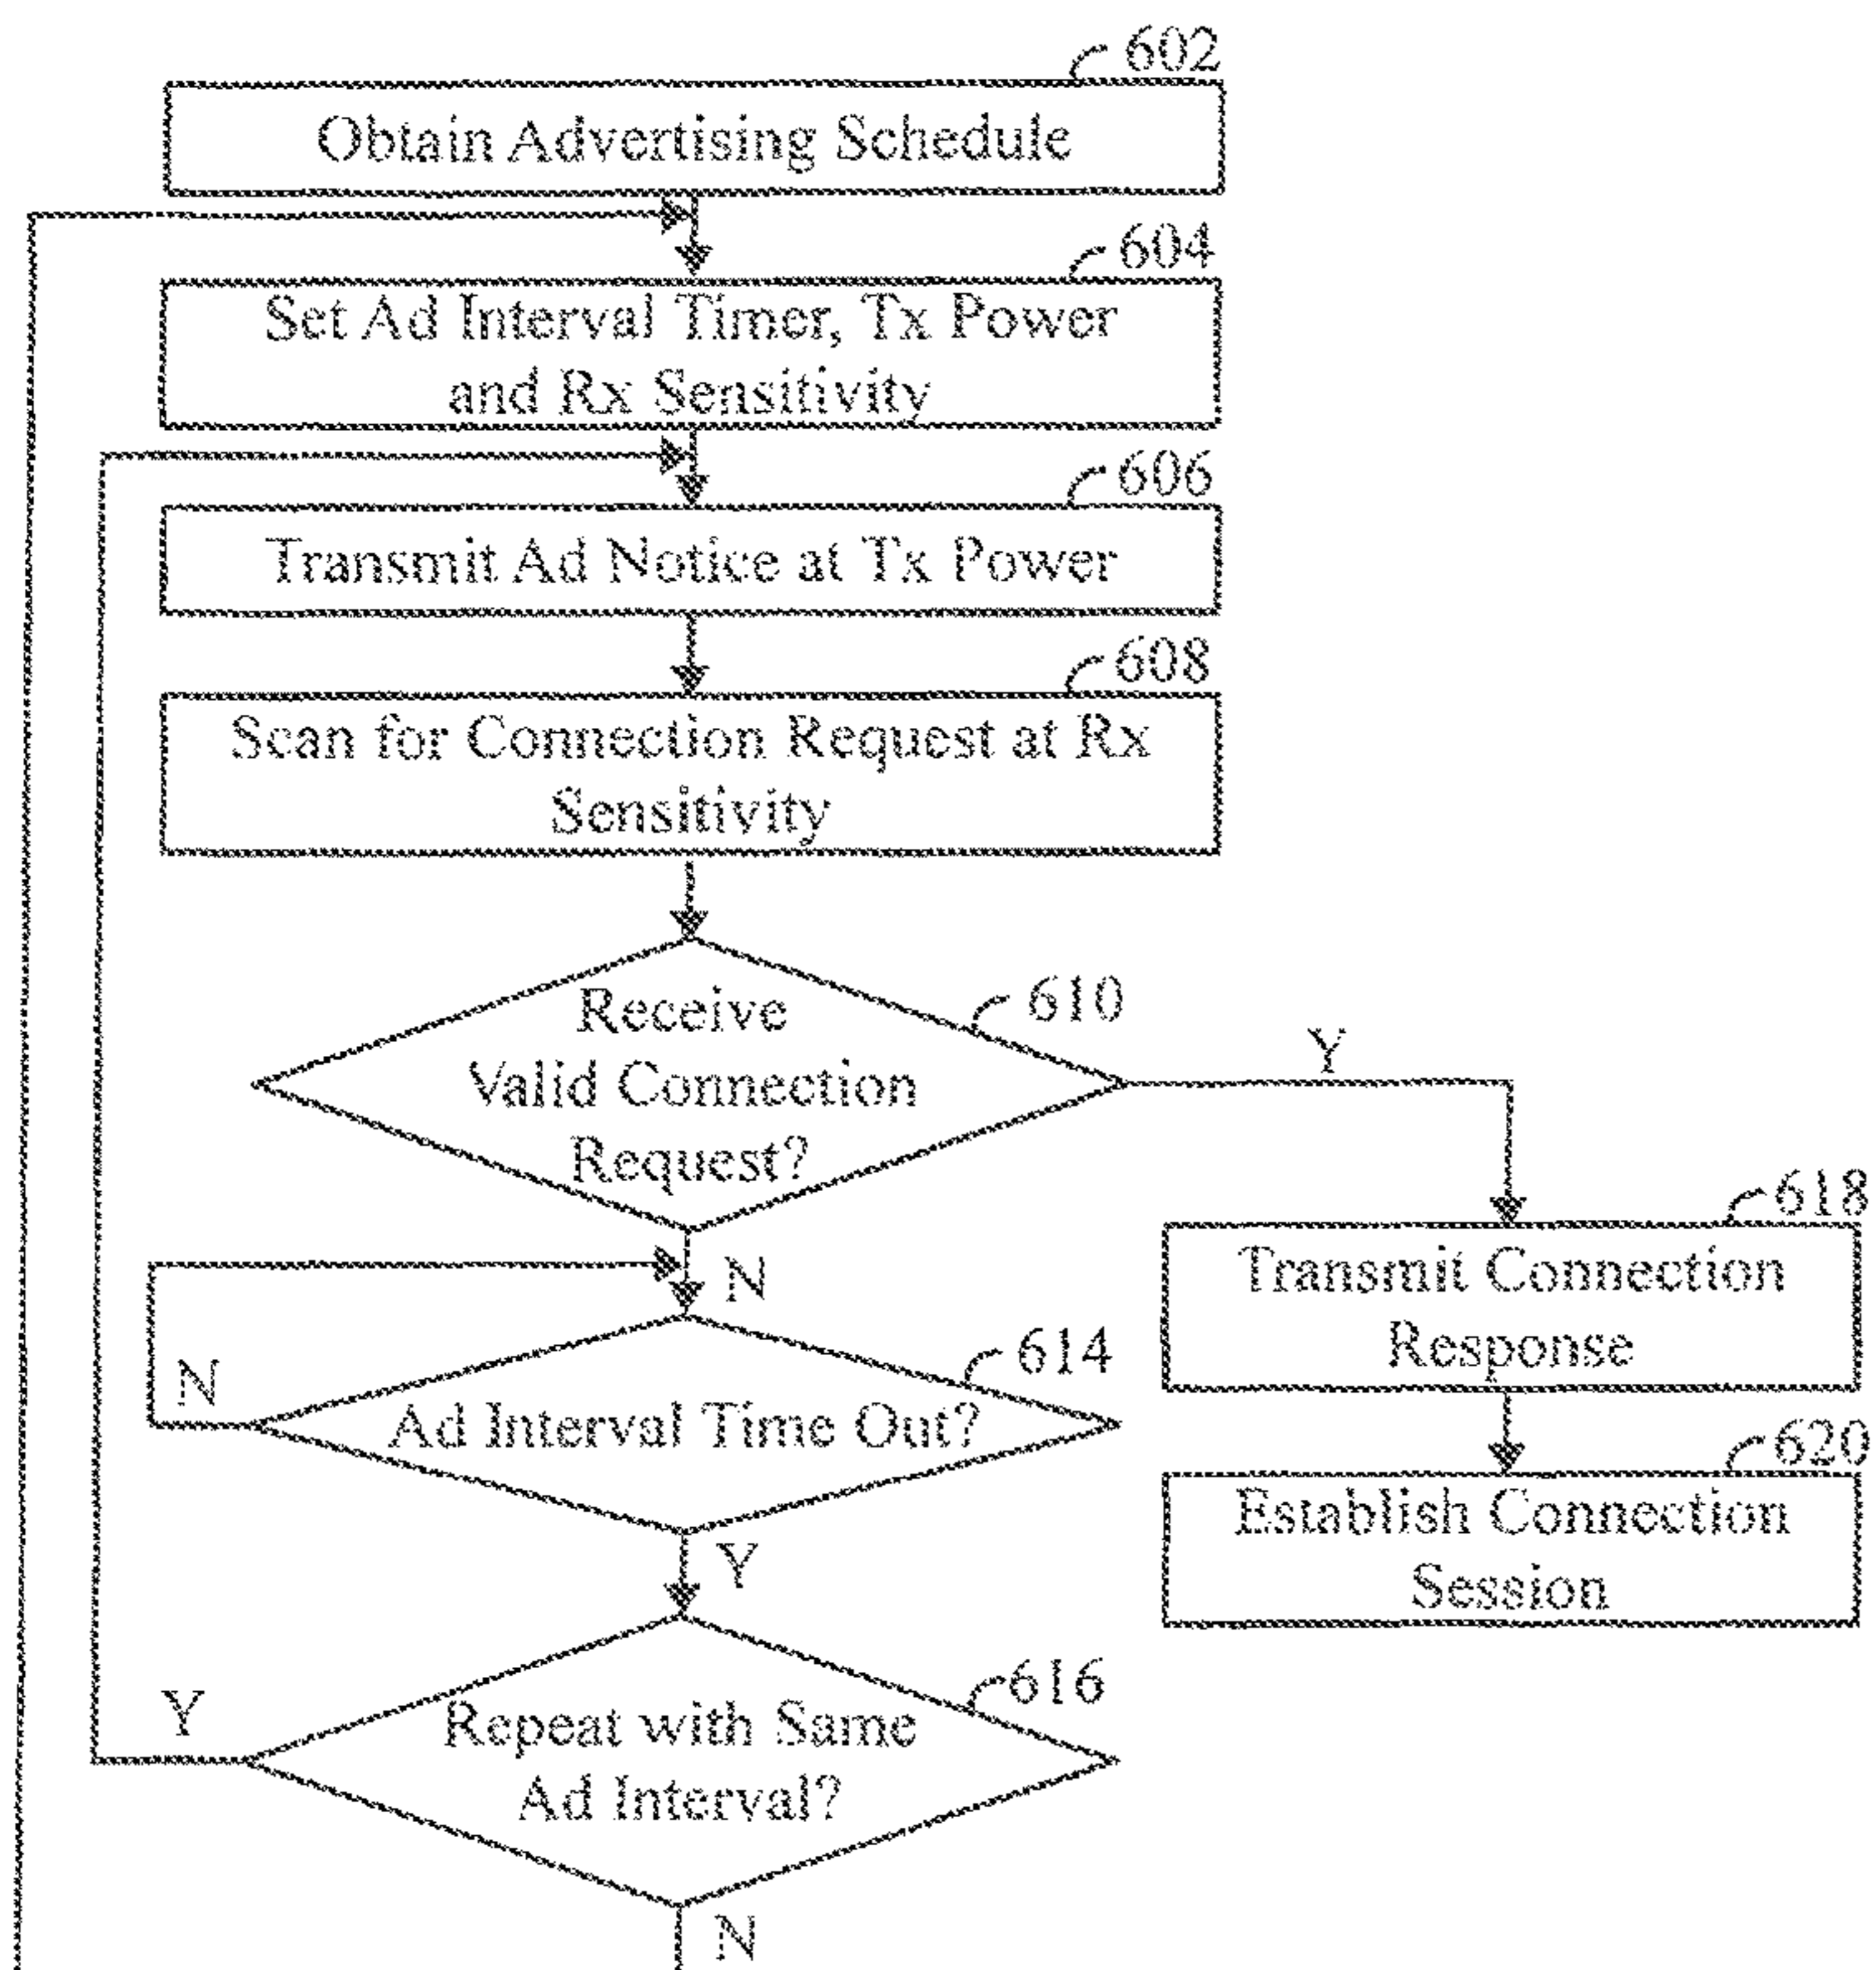 602
Obtain Advertising Schedule
604
Set Ad Interval Timer, Tx Power
and Rx Sensitivity
606
Transmit Ad Notice at Tx Power
608
Scan for Connection Request at Rx
Sensitivity
610
Receive
Valid Connection
Request?
Y
N
618
Transmit Connection
Response
614
Ad Interval Time Out?
N
Y
620
Establish Connection
Session
616
Repeat with Same
Ad Interval?
Y
N